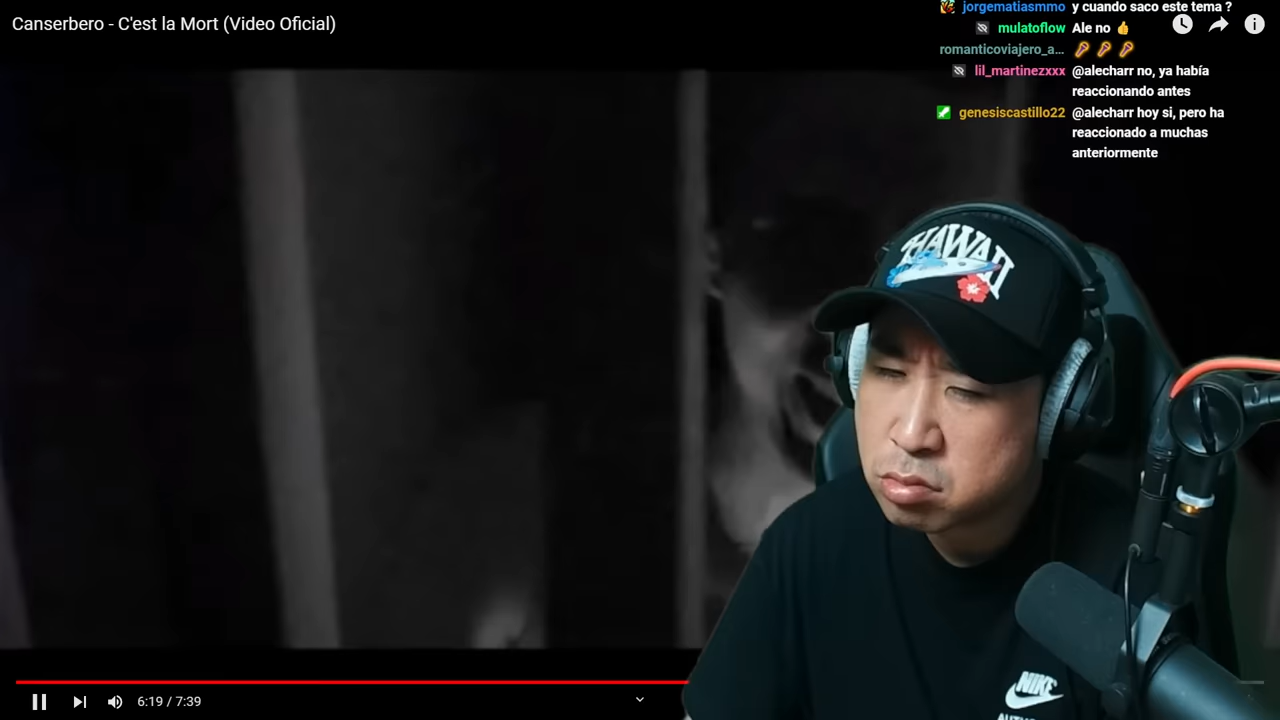 Canserbero - C'est la Mort (Video Oficial)
jorgematiasmmo y cuando saco este tema ?
mulatoflow Ale no 👍
romanticoviajero_a...
lil_martinezxxx @alecharr no, ya había
reaccionando antes
genesiscastillo22 @alecharr hoy si, pero ha
reaccionado a muchas
anteriormente
HAWAII
NIKE
6:19 / 7:39